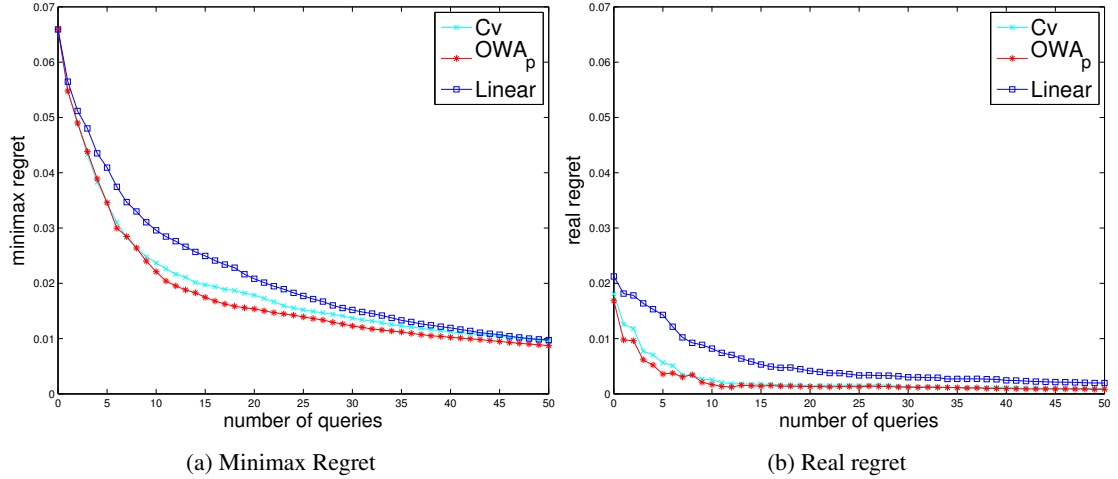 0.07
0.06
0.05
0.04
0.03
0.02
0.01
0
minimax regret
0 5 10 15 20 25 30 35 40 45 50
number of queries
Cv
OWA_p
Linear
(a) Minimax Regret
0.07
0.06
0.05
0.04
0.03
0.02
0.01
0
real regret
0 5 10 15 20 25 30 35 40 45 50
number of queries
Cv
OWA_p
Linear
(b) Real regret